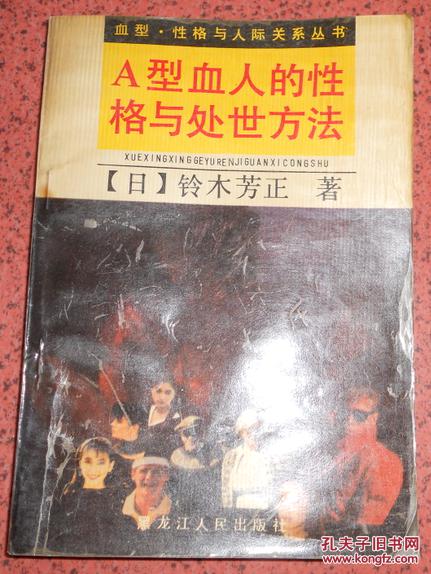 血型·性格与人际关系丛书
A型血人的性
格与处世方法
XUEXINGXINGGEYURENJIGUANXICONGSHU
【日】铃木芳正 著
黑龙江人民出版社
孔夫子旧书网
www.kongfz.com